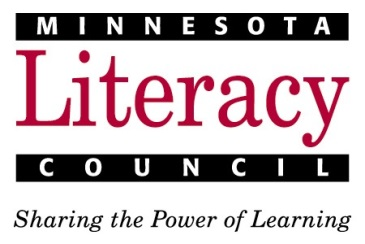 MINNESOTA
Literacy
COUNCIL
Sharing the Power of Learning